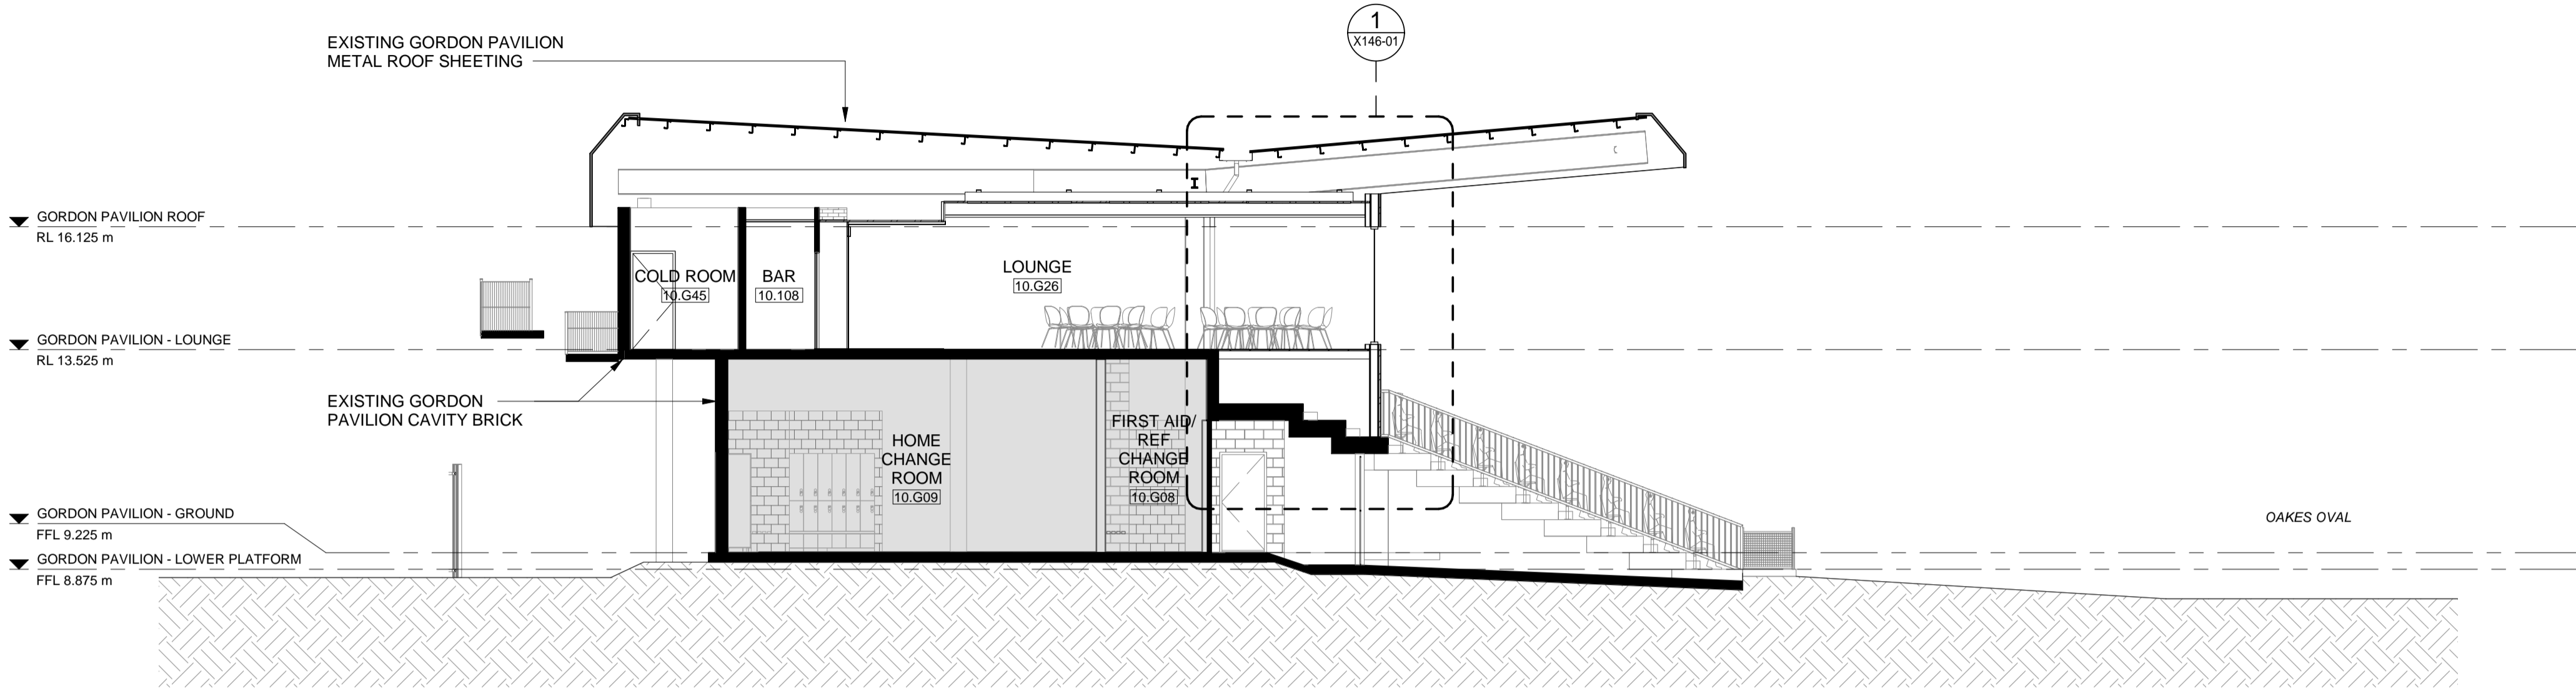 1
X146-01
EXISTING GORDON PAVILION
METAL ROOF SHEETING
GORDON PAVILION ROOF
RL 16.125 m
COLD ROOM
10.G45
BAR
10.108
LOUNGE
10.G26
GORDON PAVILION - LOUNGE
RL 13.525 m
EXISTING GORDON
PAVILION CAVITY BRICK
HOME
CHANGE
ROOM
10.G09
FIRST AID/
REF
CHANGE
ROOM
10.G08
GORDON PAVILION - GROUND
FFL 9.225 m
GORDON PAVILION - LOWER PLATFORM
FFL 8.875 m
OAKES OVAL